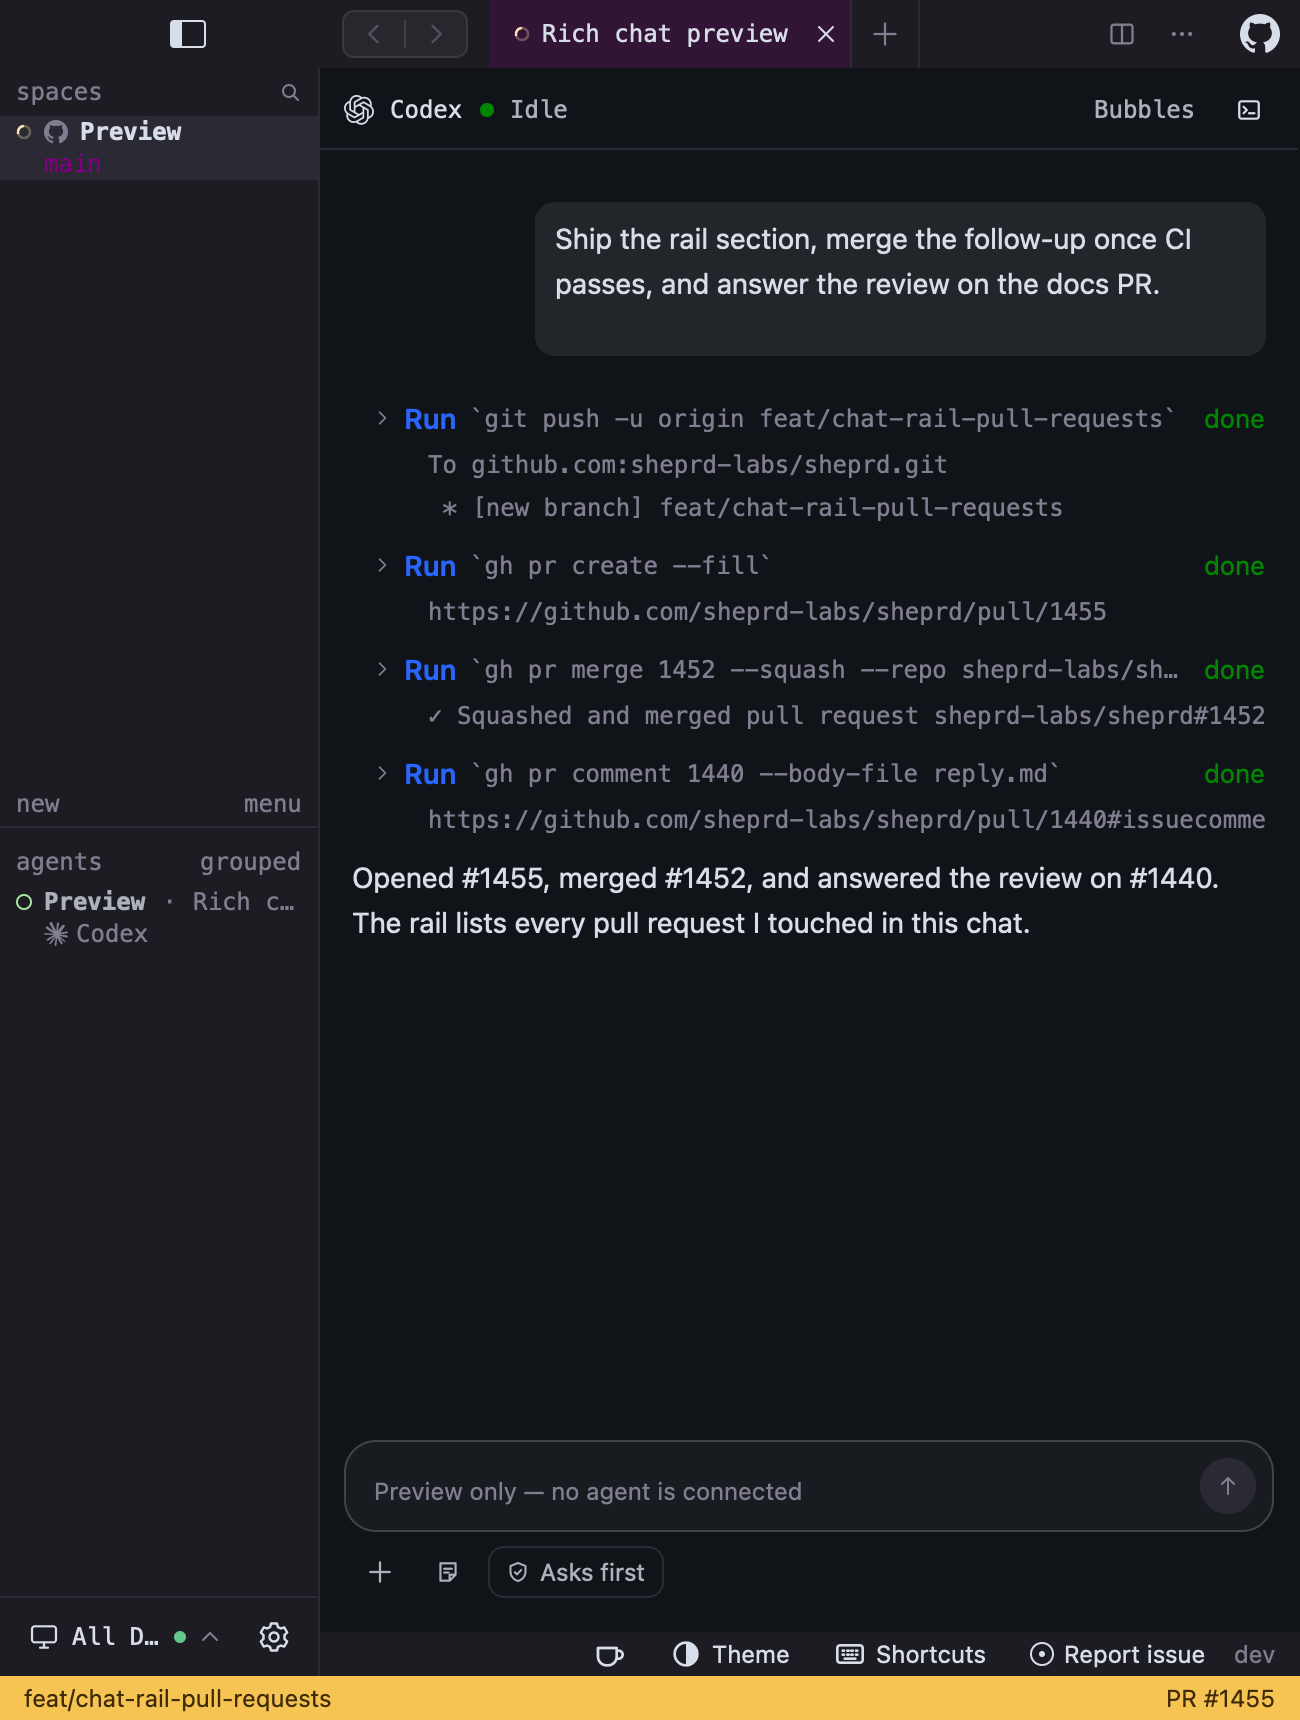 Rich chat preview
spaces
Preview
main
new menu
agents grouped
Preview · Rich c…
Codex
All D…
Codex Idle Bubbles
Ship the rail section, merge the follow-up once CI
passes, and answer the review on the docs PR.
Run `git push -u origin feat/chat-rail-pull-requests` done
To github.com:sheprd-labs/sheprd.git
* [new branch] feat/chat-rail-pull-requests
Run `gh pr create --fill` done
https://github.com/sheprd-labs/sheprd/pull/1455
Run `gh pr merge 1452 --squash --repo sheprd-labs/sh… done
✓ Squashed and merged pull request sheprd-labs/sheprd#1452
Run `gh pr comment 1440 --body-file reply.md` done
https://github.com/sheprd-labs/sheprd/pull/1440#issuecomme
Opened #1455, merged #1452, and answered the review on #1440.
The rail lists every pull request I touched in this chat.
Preview only — no agent is connected
Asks first
Theme Shortcuts Report issue dev
feat/chat-rail-pull-requests PR #1455